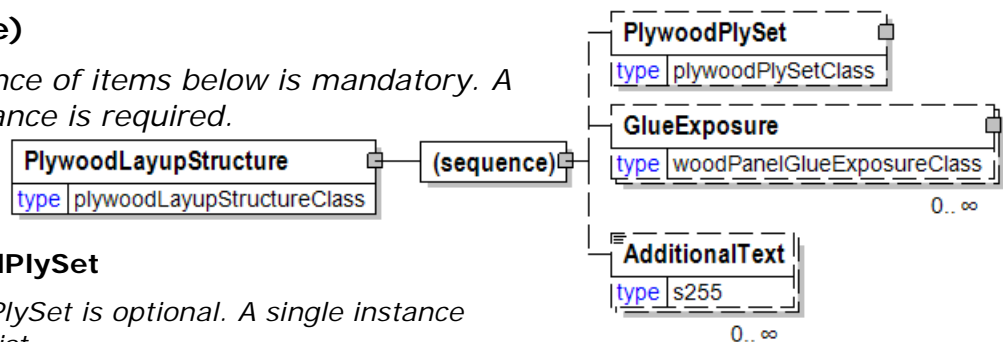 e)
nce of items below is mandatory. A
ance is required.
PlywoodLayupStructure
type plywoodLayupStructureClass
(sequence)
PlywoodPlySet
type plywoodPlySetClass
GlueExposure
type woodPanelGlueExposureClass
0.. ∞
AdditionalText
type s255
0.. ∞
dPlySet
PlySet is optional. A single instance